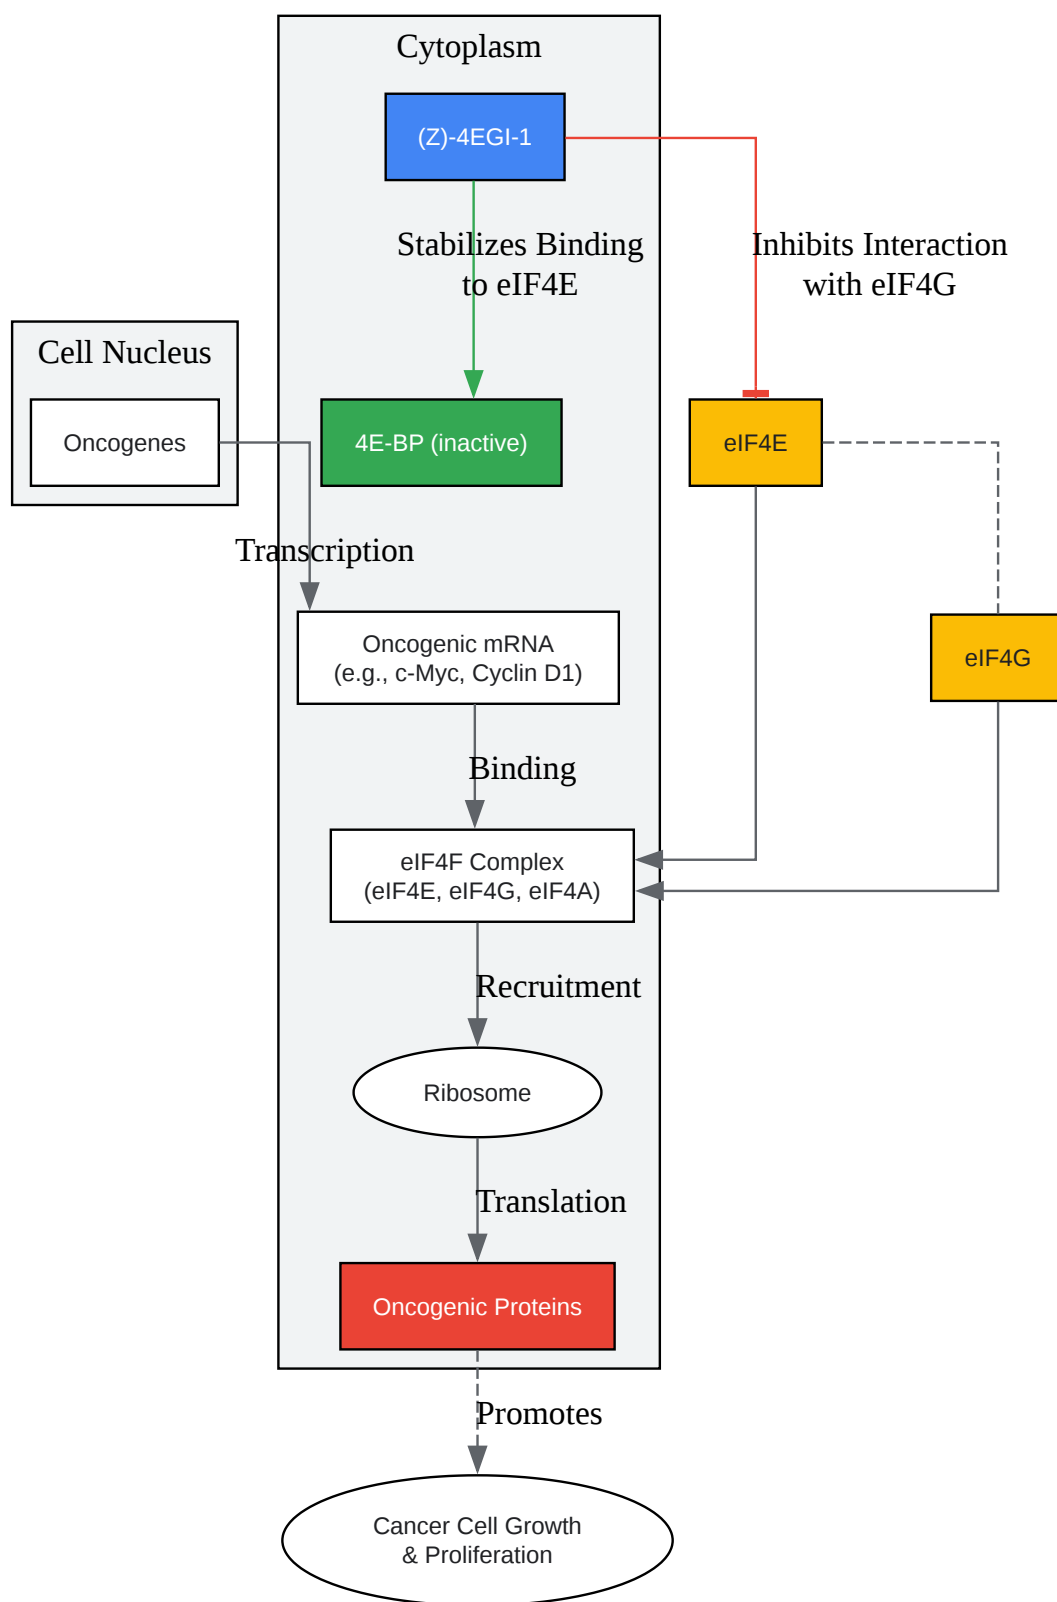 Cytoplasm
(Z)-4EGI-1
Stabilizes Binding
to eIF4E
Inhibits Interaction
with eIF4G
Cell Nucleus
Oncogenes
4E-BP (inactive)
eIF4E
Transcription
Oncogenic mRNA
(e.g., c-Myc, Cyclin D1)
eIF4G
Binding
eIF4F Complex
(eIF4E, eIF4G, eIF4A)
Recruitment
Ribosome
Translation
Oncogenic Proteins
Promotes
Cancer Cell Growth
& Proliferation